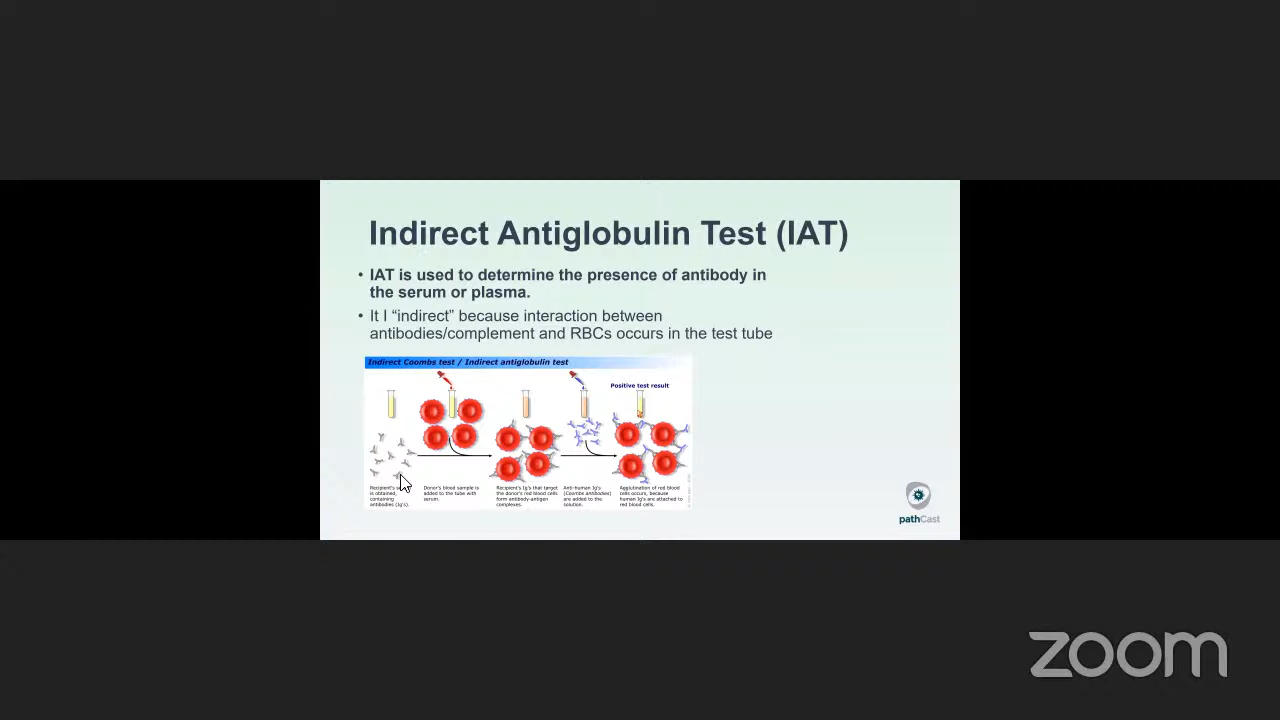 Indirect Antiglobulin Test (IAT)
• IAT is used to determine the presence of antibody in
the serum or plasma.
• It I “indirect” because interaction between
antibodies/complement and RBCs occurs in the test tube
Indirect Coombs test / Indirect antiglobulin test
Positive test result
Recipient's
is obtained,
containing
antibodies (Ig's).
Donor's blood sample is
added to the tube with
serum.
Recipient's Ig's that target
the donor's red blood cells
form antibody-antigen
complexes.
Anti-human Ig's
(Coombs antibodies)
are added to the
solution.
Agglutination of red blood
cells occurs, because
human Ig's are attached to
red blood cells.
pathCast
zoom